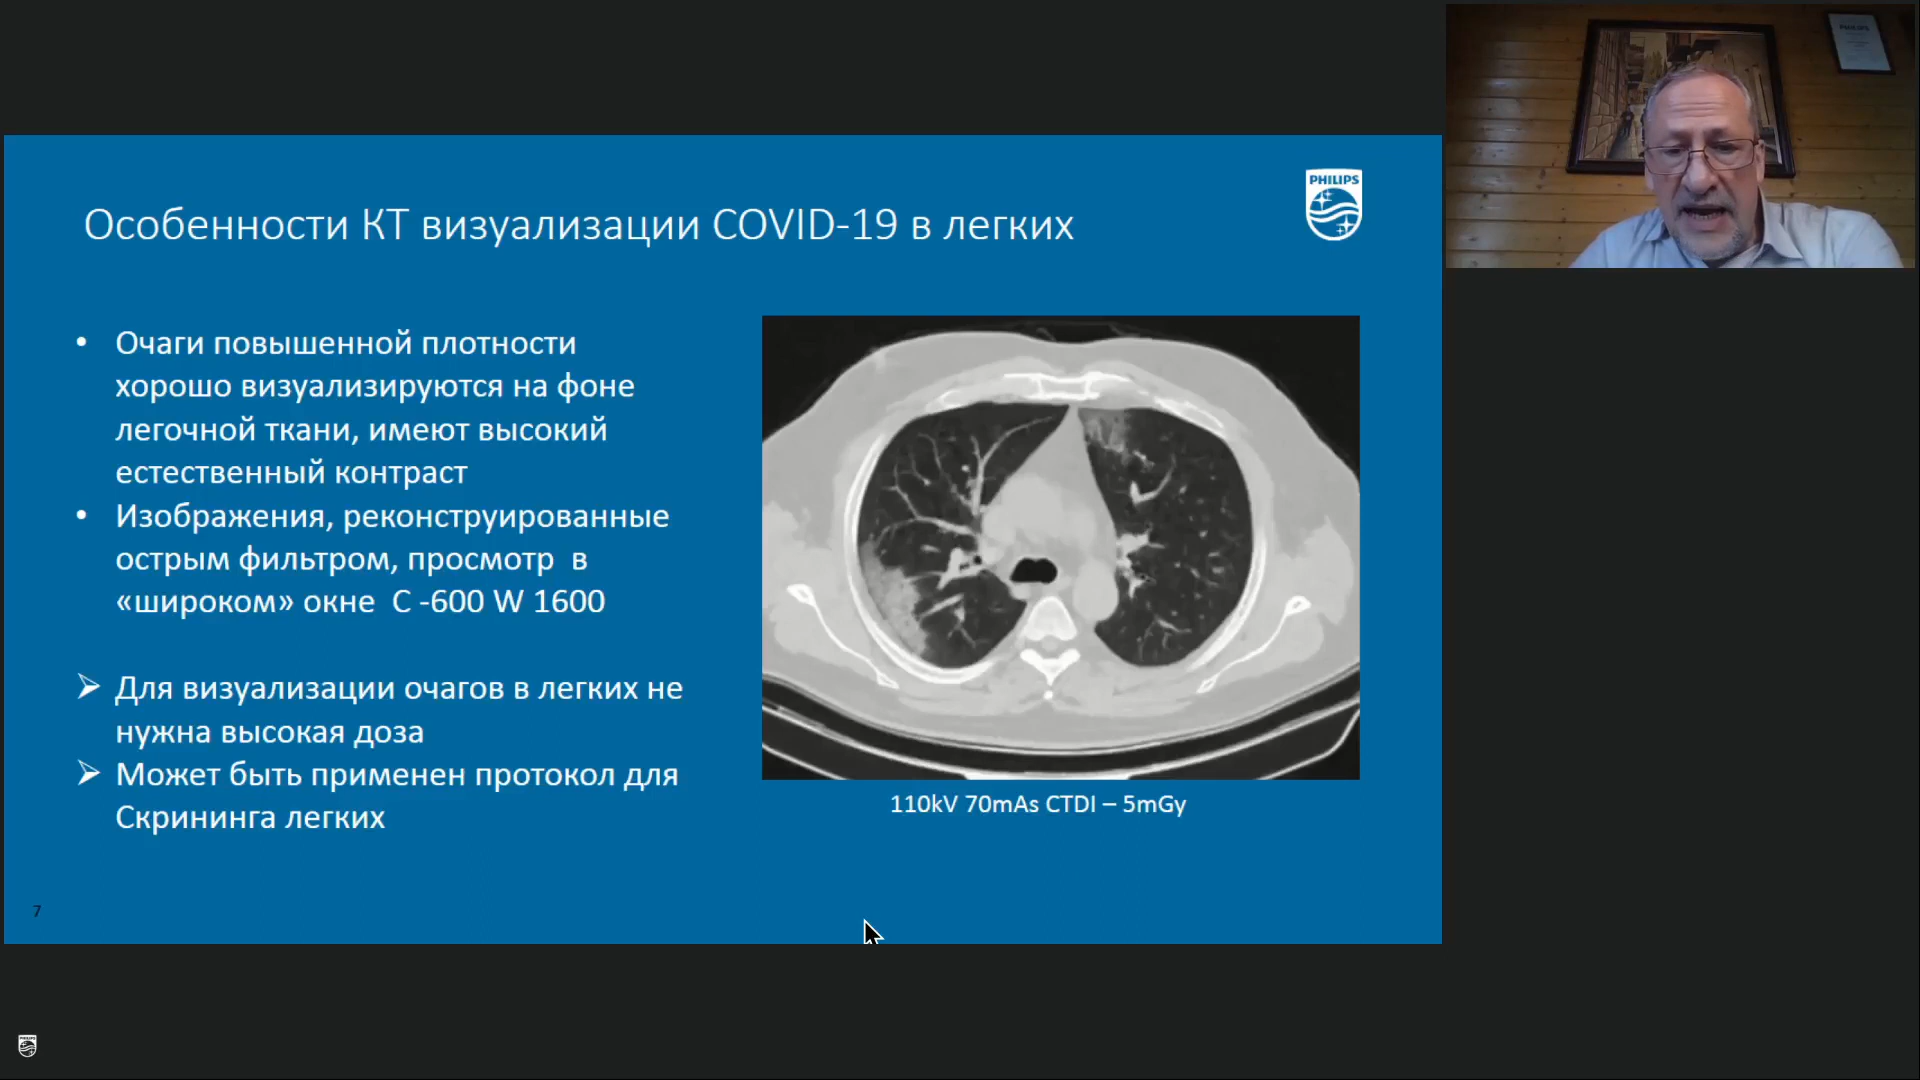 PHILIPS
Особенности КТ визуализации COVID-19 в легких
PHILIPS
• Очаги повышенной плотности
хорошо визуализируются на фоне
легочной ткани, имеют высокий
естественный контраст
• Изображения, реконструированные
острым фильтром, просмотр в
«широком» окне С -600 W 1600
➢ Для визуализации очагов в легких не
нужна высокая доза
➢ Может быть применен протокол для
Скрининга легких
110kV 70mAs CTDI – 5mGy
7